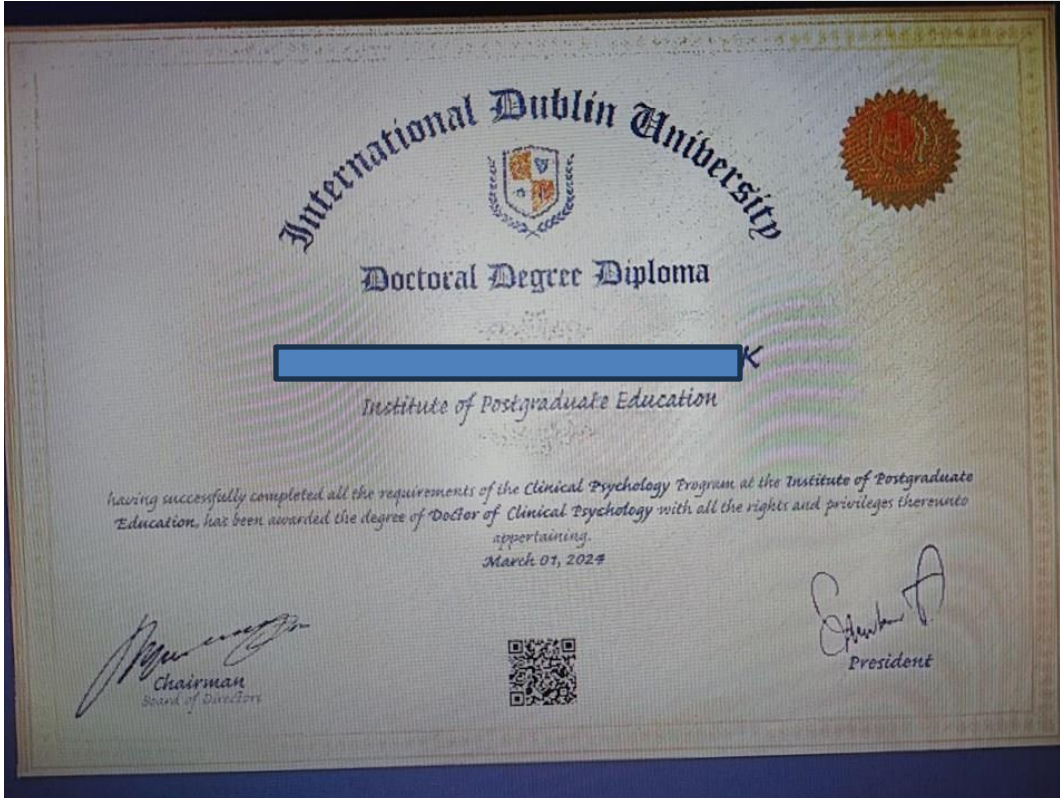 International Dublin University
Doctoral Degree Diploma
K
Institute of Postgraduate Education
having successfully completed all the requirements of the Clinical Psychology Program at the Institute of Postgraduate
Education, has been awarded the degree of Doctor of Clinical Psychology with all the rights and privileges thereunto
appertaining.
March 01, 2024
Chairman
Board of Directors
President